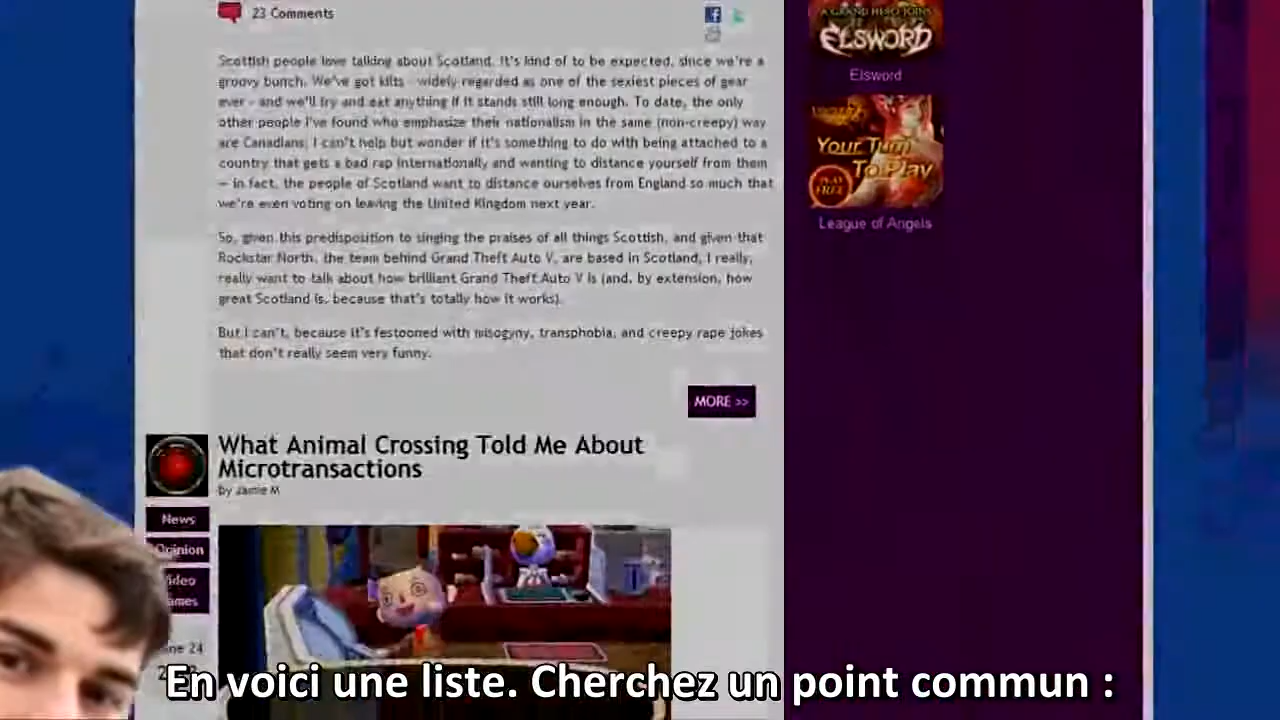 23 Comments
Scottish people love talking about Scotland. It's kind of to be expected, since we're a
groovy bunch. We've got kilts - widely regarded as one of the sexiest pieces of gear
ever - and we'll try and eat anything if it stands still long enough. To date, the only
other people I've found who emphasize their nationalism in the same (non-creepy) way
are Canadians; I can't help but wonder if it's something to do with being attached to a
country that gets a bad rap internationally and wanting to distance yourself from them
— in fact, the people of Scotland want to distance ourselves from England so much that
we're even voting on leaving the United Kingdom next year.
So, given this predisposition to singing the praises of all things Scottish, and given that
Rockstar North, the team behind Grand Theft Auto V, are based in Scotland, I really,
really want to talk about how brilliant Grand Theft Auto V is (and, by extension, how
great Scotland is, because that's totally how it works).
But I can't, because it's festooned with misogyny, transphobia, and creepy rape jokes
that don't really seem very funny.
MORE >>
What Animal Crossing Told Me About
Microtransactions
by Jamie M
News
Opinion
Video
Games
24
A GRAND HERO JOINS
ELSWORD
Elsword
Your Turn
To Play
PLAY
FREE
League of Angels
En voici une liste. Cherchez un point commun :